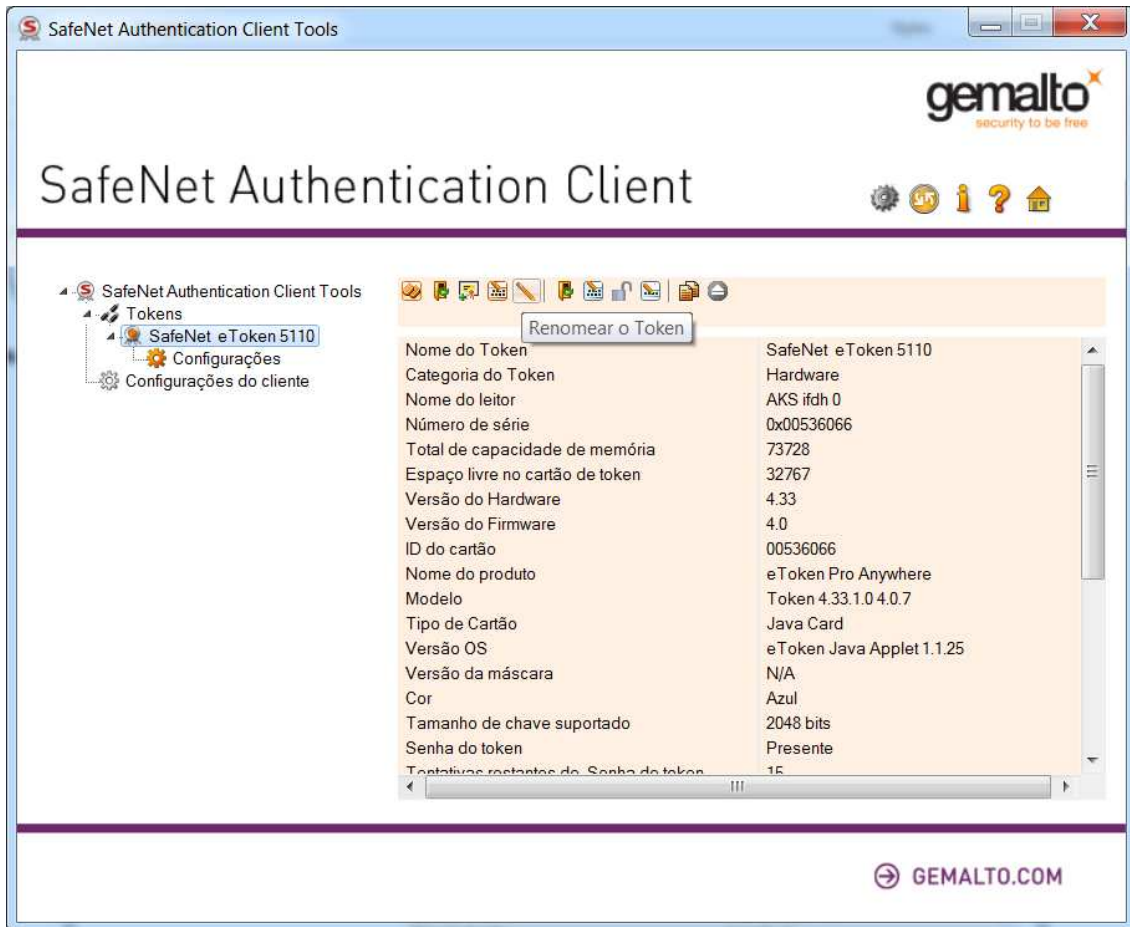 SafeNet Authentication Client Tools
gemalto
security to be free
SafeNet Authentication Client
SafeNet Authentication Client Tools
Tokens
SafeNet eToken 5110
Configurações
Configurações do cliente
Renomear o Token
Nome do Token SafeNet eToken 5110
Categoria do Token Hardware
Nome do leitor AKS ifdh 0
Número de série 0x00536066
Total de capacidade de memória 73728
Espaço livre no cartão de token 32767
Versão do Hardware 4.33
Versão do Firmware 4.0
ID do cartão 00536066
Nome do produto eToken Pro Anywhere
Modelo Token 4.33.1.0 4.0.7
Tipo de Cartão Java Card
Versão OS eToken Java Applet 1.1.25
Versão da máscara N/A
Cor Azul
Tamanho de chave suportado 2048 bits
Senha do token Presente
Tentativas restantes do Senha do token 15
GEMALTO.COM